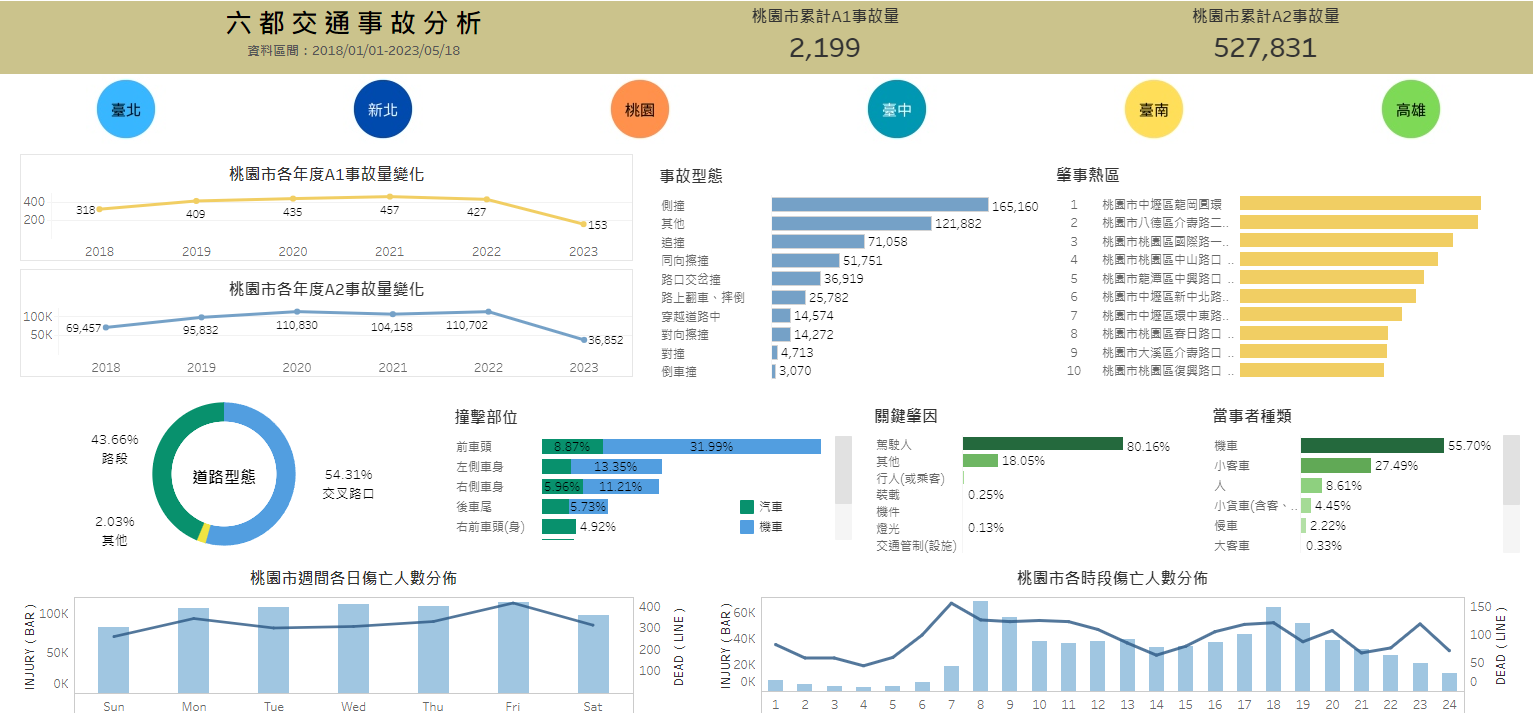 六都交通事故分析
資料區間：2018/01/01-2023/05/18
桃園市累計A1事故量
2,199
桃園市累計A2事故量
527,831
臺北
新北
桃園
臺中
臺南
高雄
桃園市各年度A1事故量變化
400
200
318
409
435
457
427
153
2018
2019
2020
2021
2022
2023
桃園市各年度A2事故量變化
100K
50K
69,457
95,832
110,830
104,158
110,702
36,852
2018
2019
2020
2021
2022
2023
事故型態
側撞 165,160
其他 121,882
追撞 71,058
同向擦撞 51,751
路口交岔撞 36,919
路上翻車、摔倒 25,782
穿越道路中 14,574
對向擦撞 14,272
對撞 4,713
倒車撞 3,070
肇事熱區
1 桃園市中壢區龍岡圓環
2 桃園市八德區介壽路二..
3 桃園市桃園區國際路一..
4 桃園市桃園區中山路口 ..
5 桃園市龍潭區中興路口 ..
6 桃園市中壢區新中北路..
7 桃園市中壢區環中東路..
8 桃園市桃園區春日路口 ..
9 桃園市大溪區介壽路口 ..
10 桃園市桃園區復興路口 ..
道路型態
43.66%
路段
54.31%
交叉路口
2.03%
其他
撞擊部位
前車頭 8.87% 31.99%
左側車身 13.35%
右側車身 5.96% 11.21%
後車尾 5.73%
右前車頭(身) 4.92%
汽車
機車
關鍵肇因
駕駛人 80.16%
其他 18.05%
行人(或乘客)
裝載 0.25%
機件
燈光 0.13%
交通管制(設施)
當事者種類
機車 55.70%
小客車 27.49%
人 8.61%
小貨車(含客、.. 4.45%
慢車 2.22%
大客車 0.33%
桃園市週間各日傷亡人數分佈
INJURY ( BAR )
100K
50K
0K
400
300
200
100
DEAD ( LINE )
Sun
Mon
Tue
Wed
Thu
Fri
Sat
桃園市各時段傷亡人數分佈
INJURY ( BAR )
60K
40K
20K
0K
150
100
50
0
DEAD ( LINE )
1 2 3 4 5 6 7 8 9 10 11 12 13 14 15 16 17 18 19 20 21 22 23 24